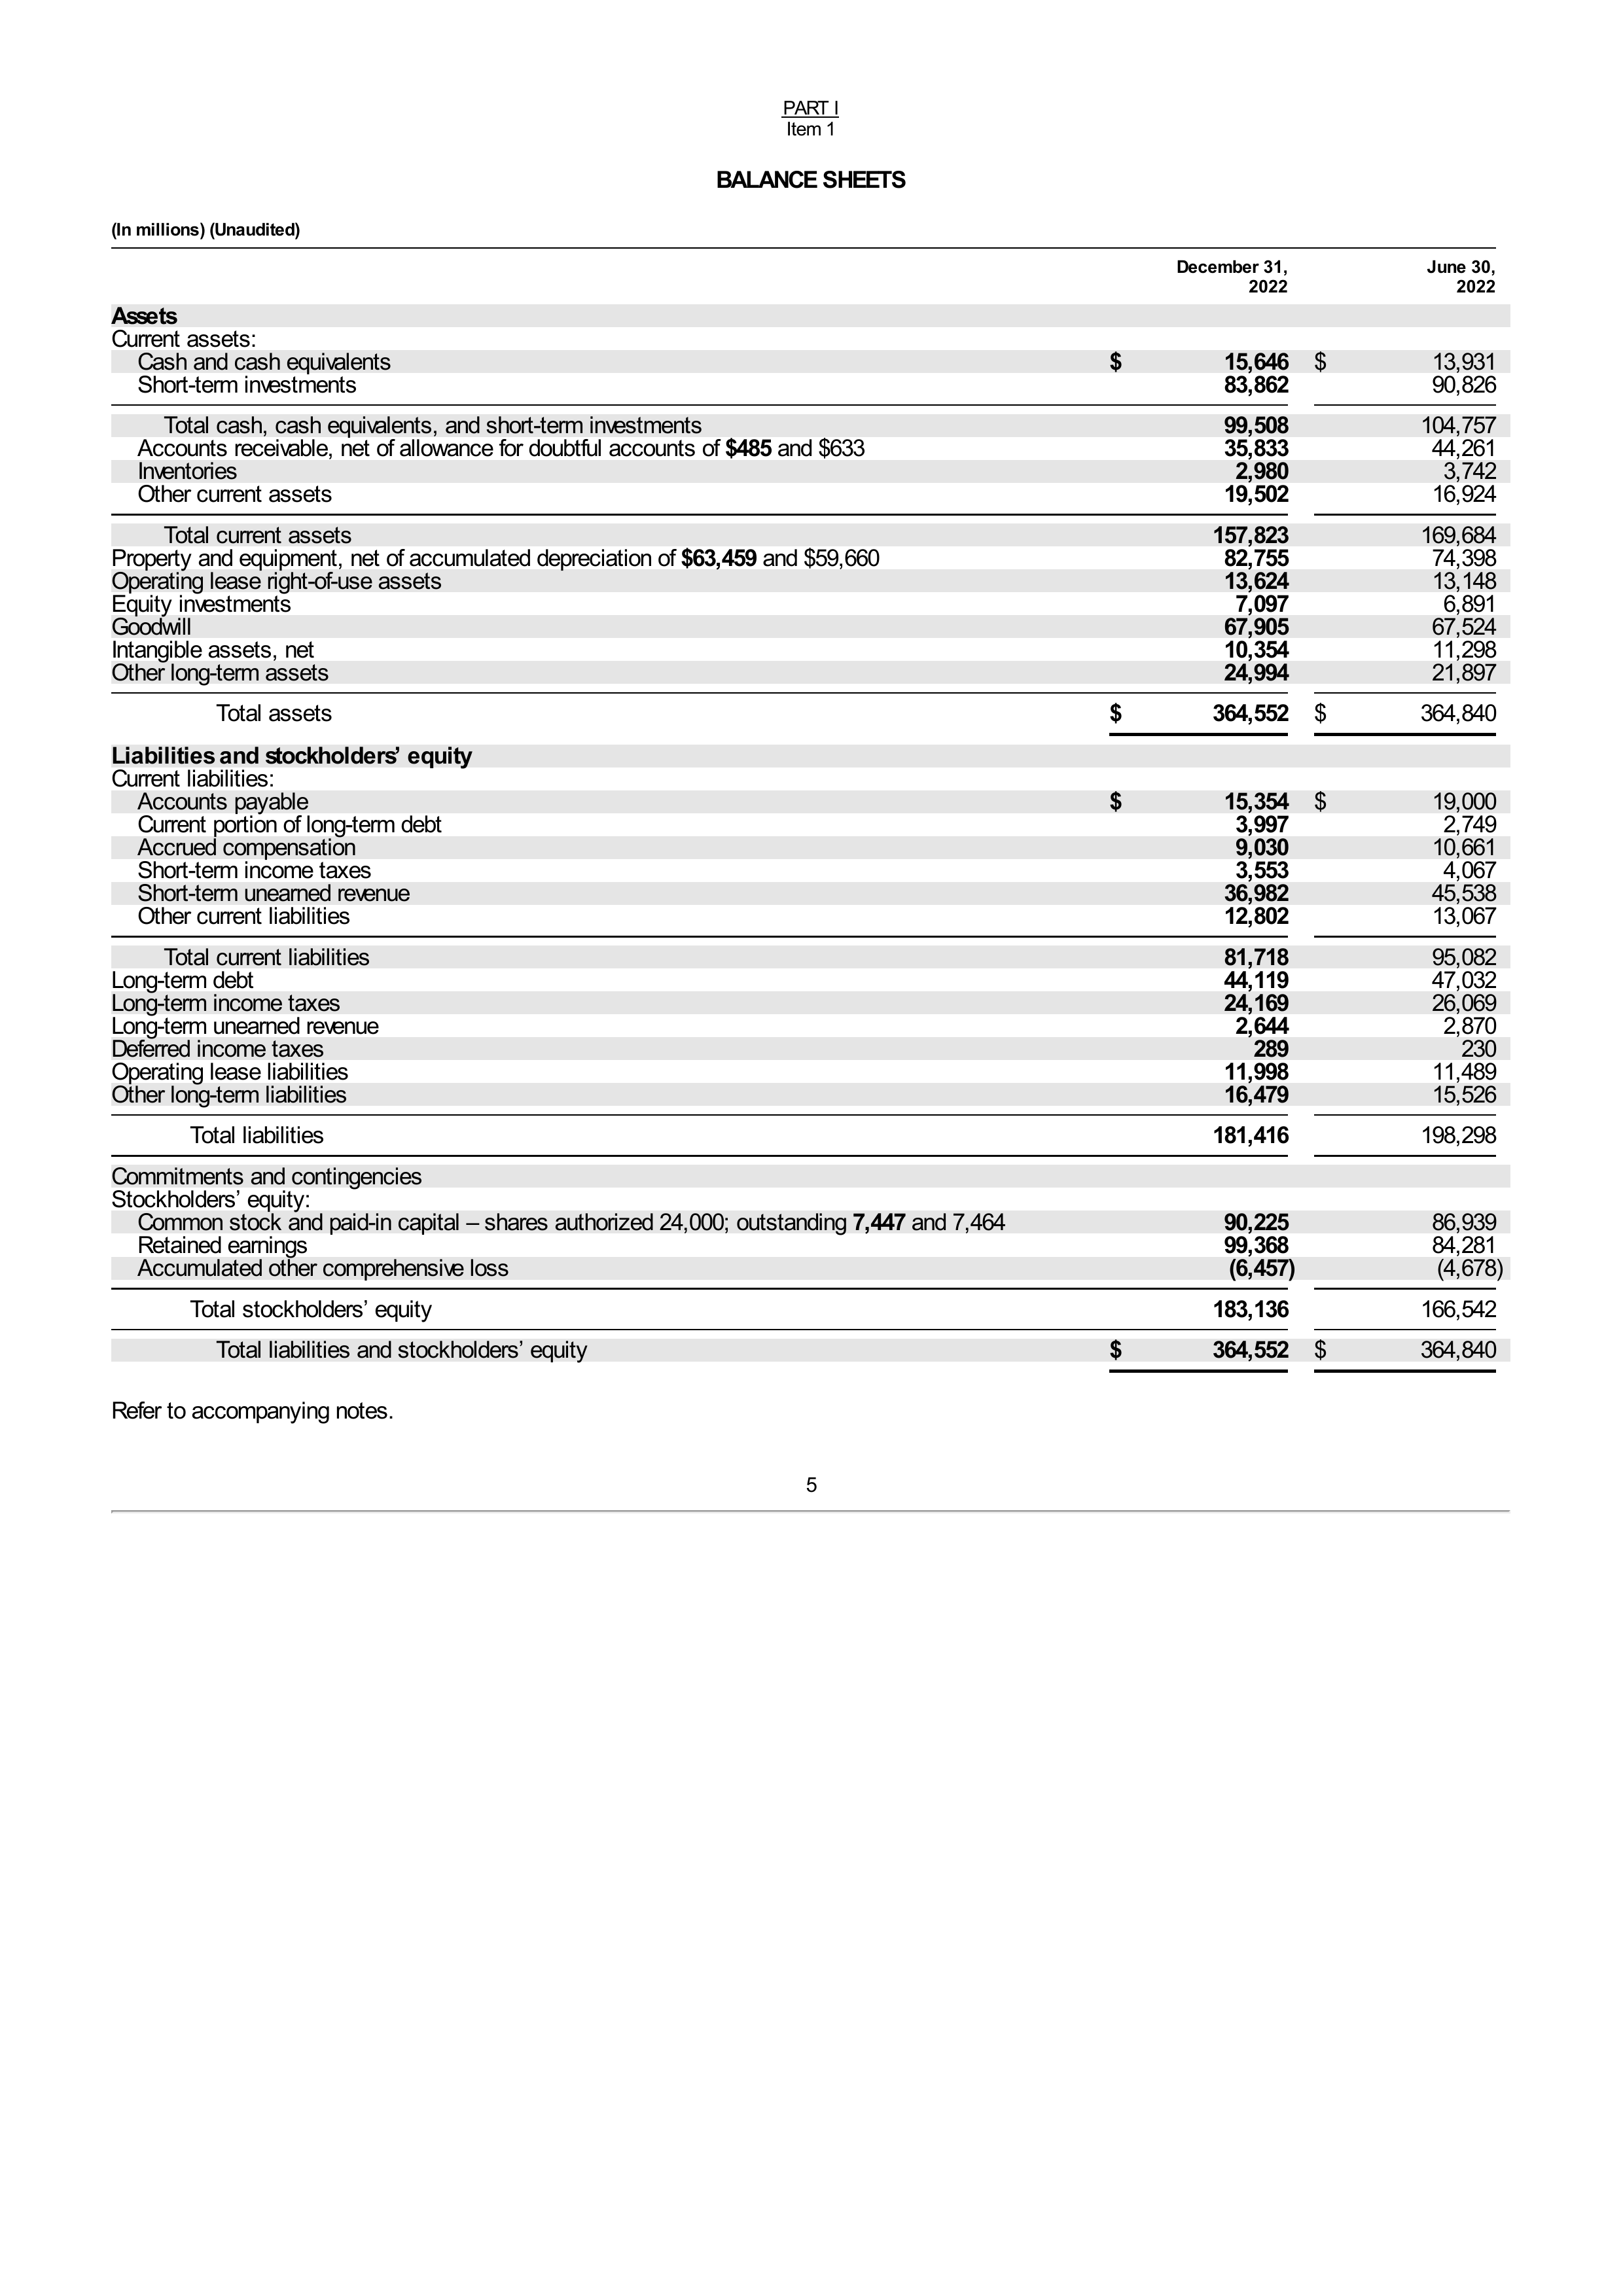 PART I
Item 1
BALANCE SHEETS
(In millions) (Unaudited)
December 31, 2022 June 30, 2022
Assets
Current assets:
Cash and cash equivalents $ 15,646 $ 13,931
Short-term investments 83,862 90,826
Total cash, cash equivalents, and short-term investments 99,508 104,757
Accounts receivable, net of allowance for doubtful accounts of $485 and $633 35,833 44,261
Inventories 2,980 3,742
Other current assets 19,502 16,924
Total current assets 157,823 169,684
Property and equipment, net of accumulated depreciation of $63,459 and $59,660 82,755 74,398
Operating lease right-of-use assets 13,624 13,148
Equity investments 7,097 6,891
Goodwill 67,905 67,524
Intangible assets, net 10,354 11,298
Other long-term assets 24,994 21,897
Total assets $ 364,552 $ 364,840
Liabilities and stockholders’ equity
Current liabilities:
Accounts payable $ 15,354 $ 19,000
Current portion of long-term debt 3,997 2,749
Accrued compensation 9,030 10,661
Short-term income taxes 3,553 4,067
Short-term unearned revenue 36,982 45,538
Other current liabilities 12,802 13,067
Total current liabilities 81,718 95,082
Long-term debt 44,119 47,032
Long-term income taxes 24,169 26,069
Long-term unearned revenue 2,644 2,870
Deferred income taxes 289 230
Operating lease liabilities 11,998 11,489
Other long-term liabilities 16,479 15,526
Total liabilities 181,416 198,298
Commitments and contingencies
Stockholders’ equity:
Common stock and paid-in capital – shares authorized 24,000; outstanding 7,447 and 7,464 90,225 86,939
Retained earnings 99,368 84,281
Accumulated other comprehensive loss (6,457) (4,678)
Total stockholders’ equity 183,136 166,542
Total liabilities and stockholders’ equity $ 364,552 $ 364,840
Refer to accompanying notes.
5